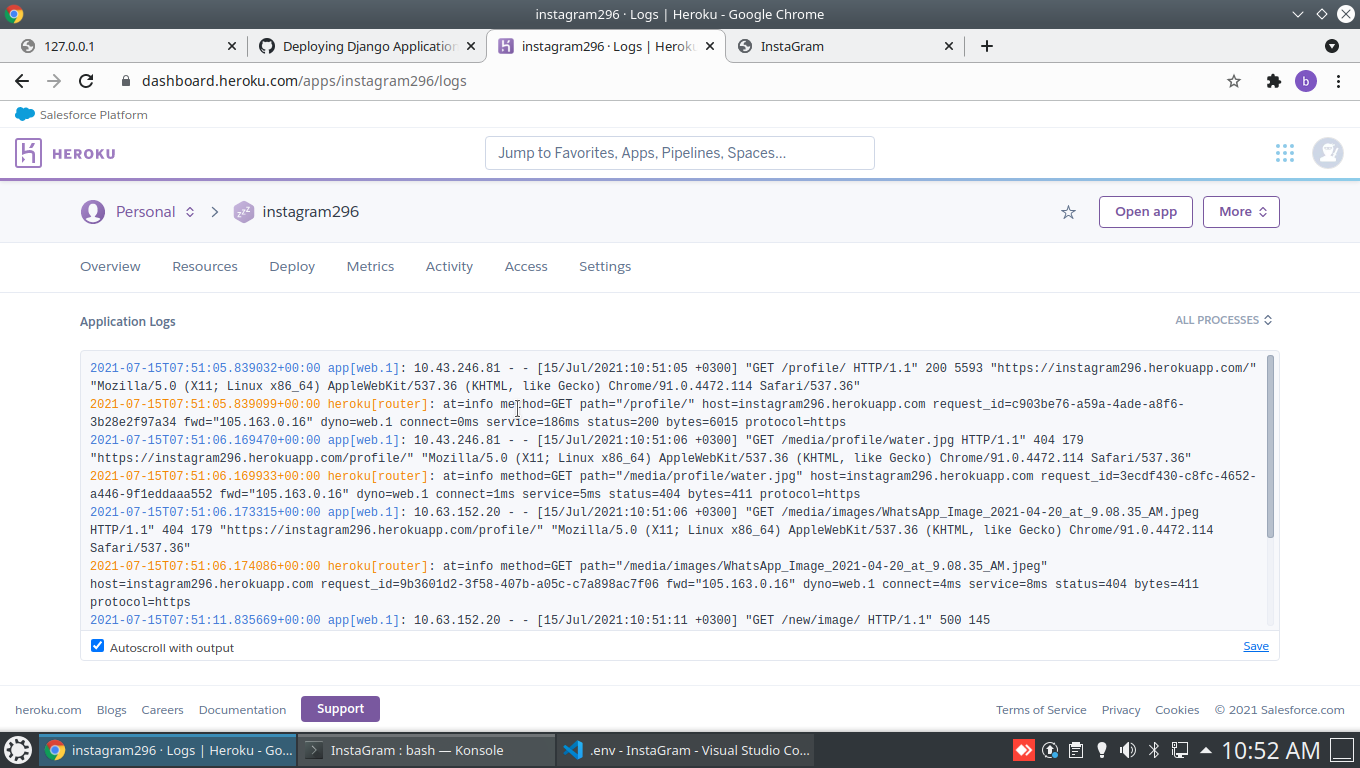 instagram296 · Logs | Heroku - Google Chrome
127.0.0.1
Deploying Django Application
instagram296 · Logs | Heroku
InstaGram
dashboard.heroku.com/apps/instagram296/logs
b
Salesforce Platform
HEROKU
Jump to Favorites, Apps, Pipelines, Spaces...
Personal
instagram296
Open app
More
Overview
Resources
Deploy
Metrics
Activity
Access
Settings
Application Logs
ALL PROCESSES
2021-07-15T07:51:05.839032+00:00 app[web.1]: 10.43.246.81 - - [15/Jul/2021:10:51:05 +0300] "GET /profile/ HTTP/1.1" 200 5593 "https://instagram296.herokuapp.com/"
"Mozilla/5.0 (X11; Linux x86_64) AppleWebKit/537.36 (KHTML, like Gecko) Chrome/91.0.4472.114 Safari/537.36"
2021-07-15T07:51:05.839099+00:00 heroku[router]: at=info method=GET path="/profile/" host=instagram296.herokuapp.com request_id=c903be76-a59a-4ade-a8f6-
3b28e2f97a34 fwd="105.163.0.16" dyno=web.1 connect=0ms service=186ms status=200 bytes=6015 protocol=https
2021-07-15T07:51:06.169470+00:00 app[web.1]: 10.43.246.81 - - [15/Jul/2021:10:51:06 +0300] "GET /media/profile/water.jpg HTTP/1.1" 404 179
"https://instagram296.herokuapp.com/profile/" "Mozilla/5.0 (X11; Linux x86_64) AppleWebKit/537.36 (KHTML, like Gecko) Chrome/91.0.4472.114 Safari/537.36"
2021-07-15T07:51:06.169933+00:00 heroku[router]: at=info method=GET path="/media/profile/water.jpg" host=instagram296.herokuapp.com request_id=3ecdf430-c8fc-4652-
a446-9f1eddaaa552 fwd="105.163.0.16" dyno=web.1 connect=1ms service=5ms status=404 bytes=411 protocol=https
2021-07-15T07:51:06.173315+00:00 app[web.1]: 10.63.152.20 - - [15/Jul/2021:10:51:06 +0300] "GET /media/images/WhatsApp_Image_2021-04-20_at_9.08.35_AM.jpeg
HTTP/1.1" 404 179 "https://instagram296.herokuapp.com/profile/" "Mozilla/5.0 (X11; Linux x86_64) AppleWebKit/537.36 (KHTML, like Gecko) Chrome/91.0.4472.114
Safari/537.36"
2021-07-15T07:51:06.174086+00:00 heroku[router]: at=info method=GET path="/media/images/WhatsApp_Image_2021-04-20_at_9.08.35_AM.jpeg"
host=instagram296.herokuapp.com request_id=9b3601d2-3f58-407b-a05c-c7a898ac7f06 fwd="105.163.0.16" dyno=web.1 connect=4ms service=8ms status=404 bytes=411
protocol=https
2021-07-15T07:51:11.835669+00:00 app[web.1]: 10.63.152.20 - - [15/Jul/2021:10:51:11 +0300] "GET /new/image/ HTTP/1.1" 500 145
Autoscroll with output
Save
heroku.com
Blogs
Careers
Documentation
Support
Terms of Service
Privacy
Cookies
© 2021 Salesforce.com
instagram296 · Logs | Heroku - Go...
InstaGram : bash — Konsole
.env - InstaGram - Visual Studio Co...
10:52 AM